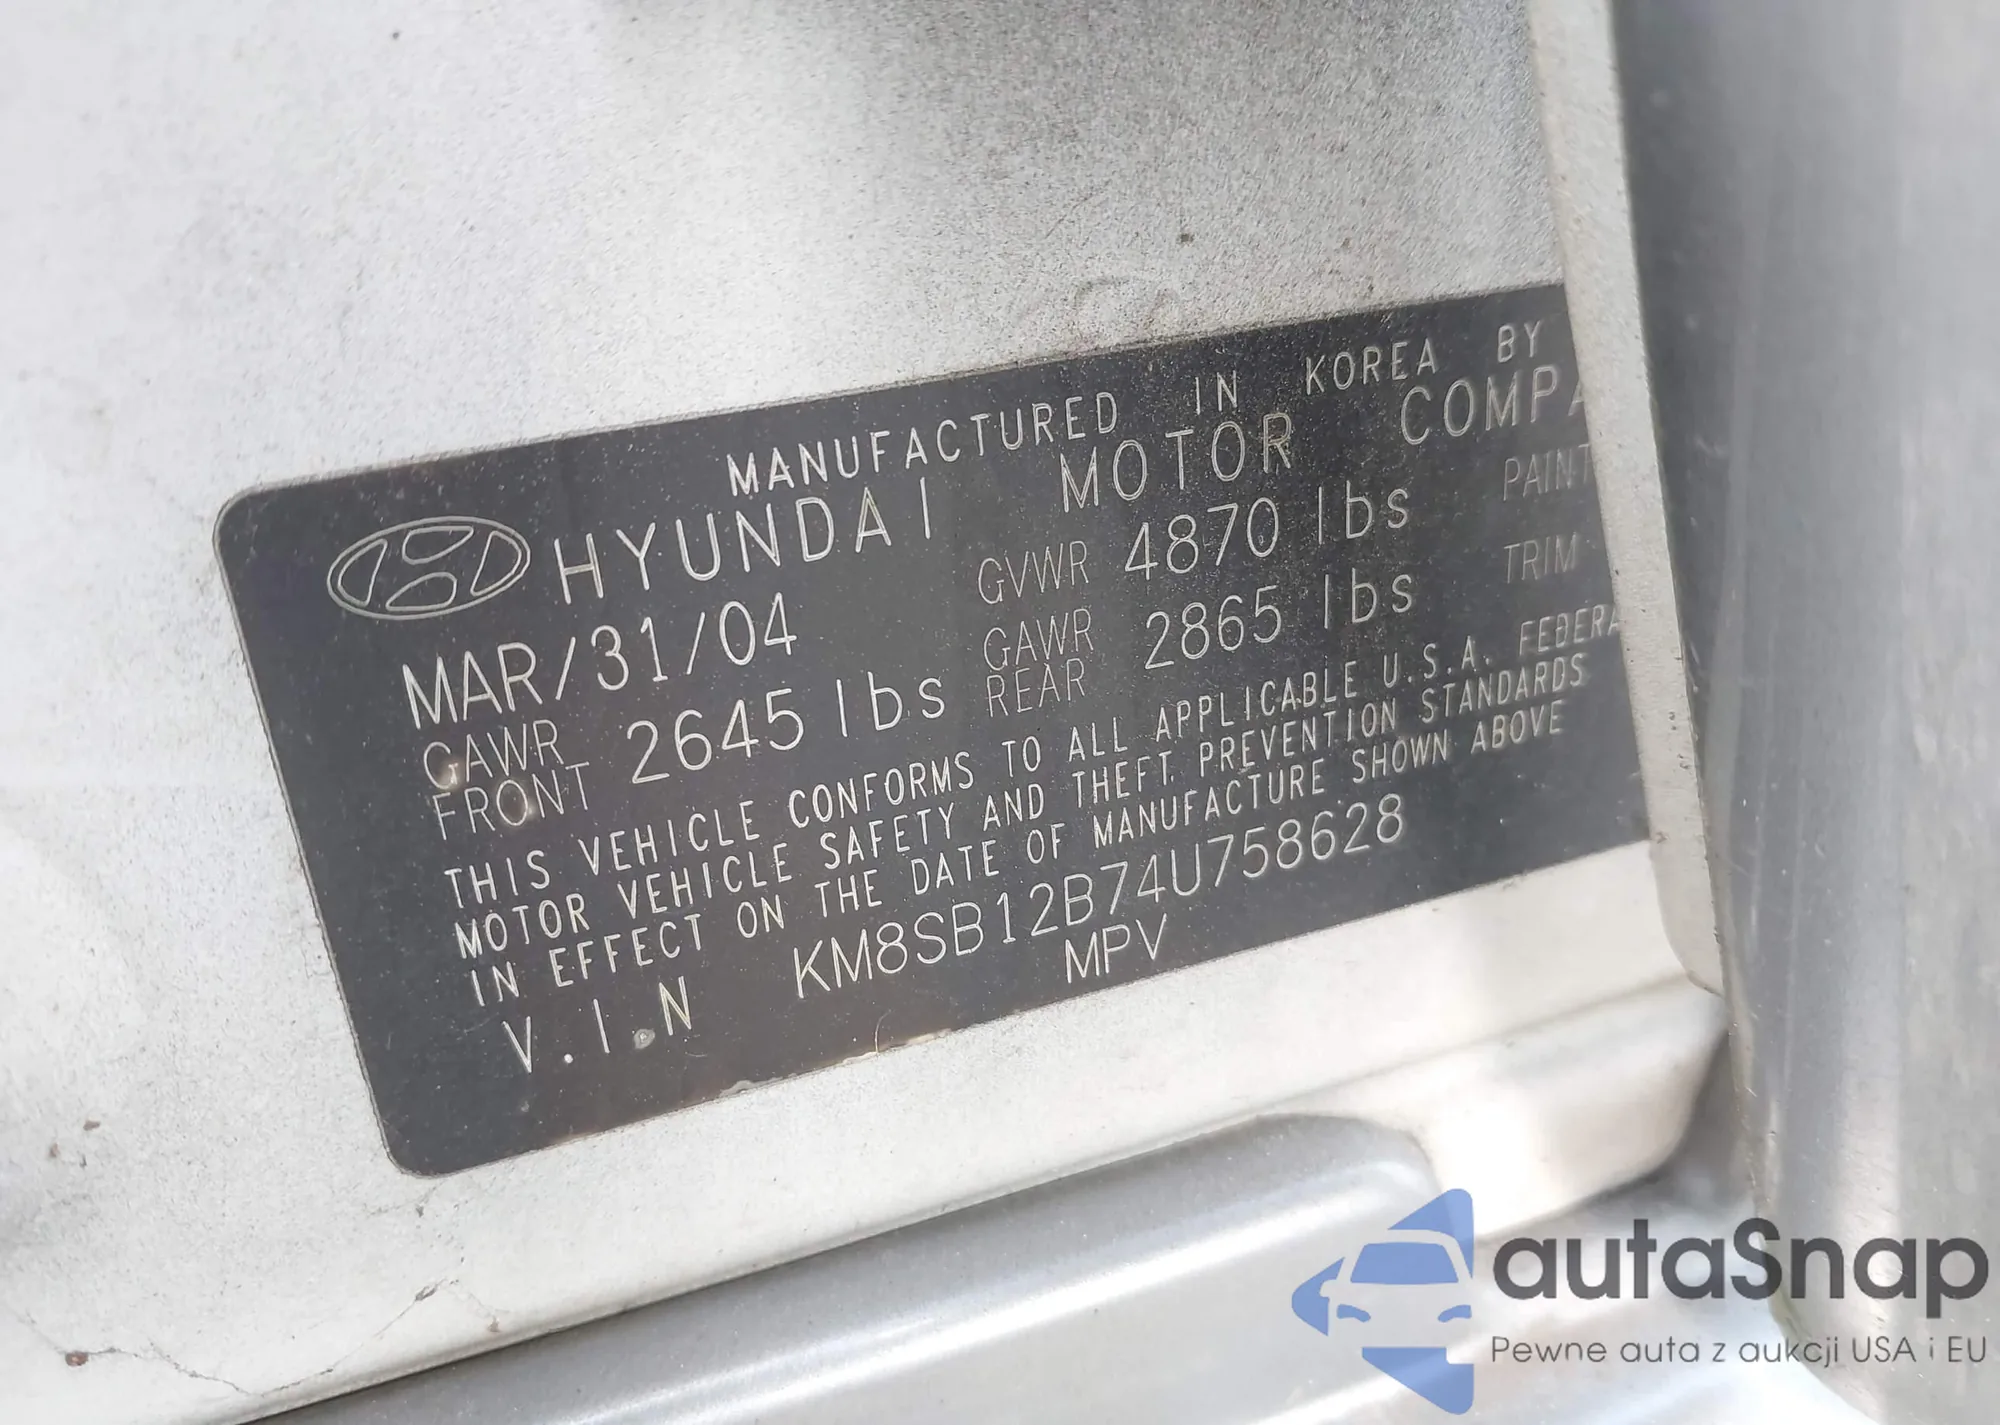 MANUFACTURED IN KOREA BY
HYUNDAI MOTOR COMPA
MAR/31/04 GVWR 4870 lbs PAINT
GAWR FRONT 2645 lbs GAWR REAR 2865 lbs TRIM
THIS VEHICLE CONFORMS TO ALL APPLICABLE U.S.A. FEDERA
MOTOR VEHICLE SAFETY AND THEFT PREVENTION STANDARDS
IN EFFECT ON THE DATE OF MANUFACTURE SHOWN ABOVE
V.I.N KM8SB12B74U758628
MPV
autaSnap
Pewne auta z aukcji USA i EU